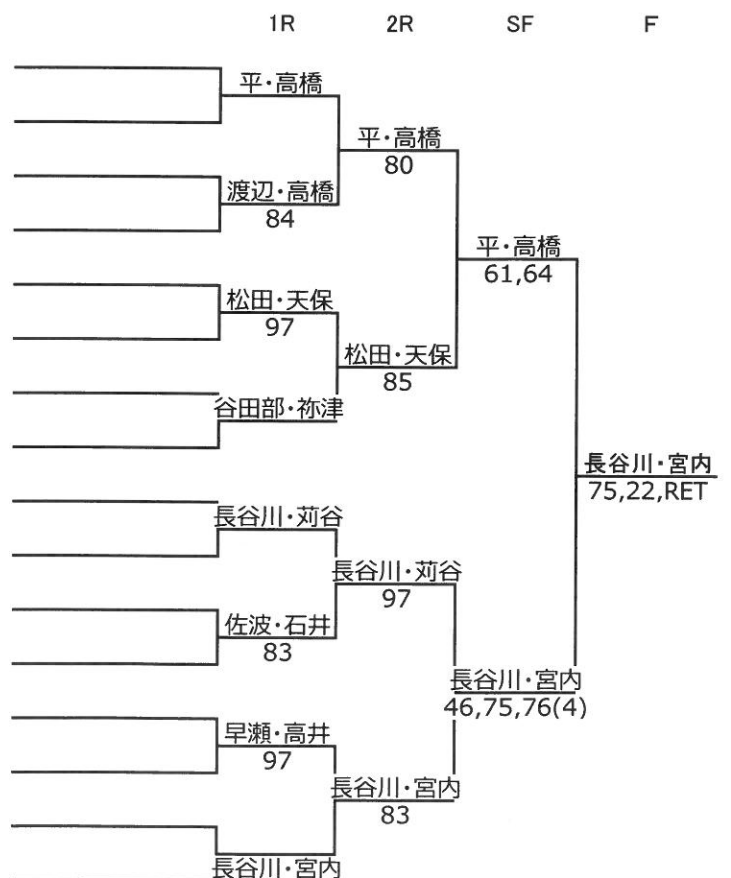 1R 2R SF F
平・高橋
平・高橋
80
渡辺・高橋
84
平・高橋
61,64
松田・天保
97
松田・天保
85
谷田部・祢津
長谷川・宮内
75,22,RET
長谷川・苅谷
長谷川・苅谷
97
佐波・石井
83
長谷川・宮内
46,75,76(4)
早瀬・高井
97
長谷川・宮内
83
長谷川・宮内